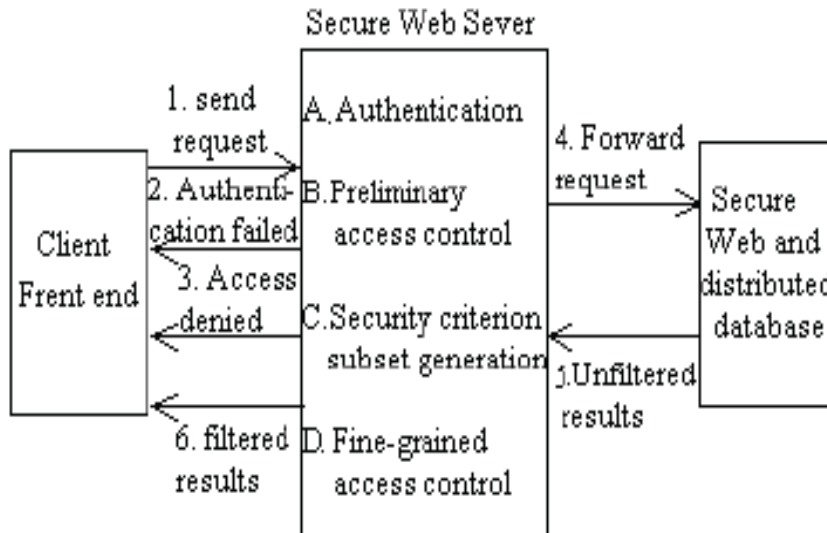 Secure Web Sever
1. send
request
2. Authenti-
cation failed
3. Access
denied
6. filtered
results
Client
Frent end
A. Authentication
B. Preliminary
access control
C. Security criterion
subset generation
D. Fine-grained
access control
4. Forward
request
5. Unfiltered
results
Secure
Web and
distributed
database